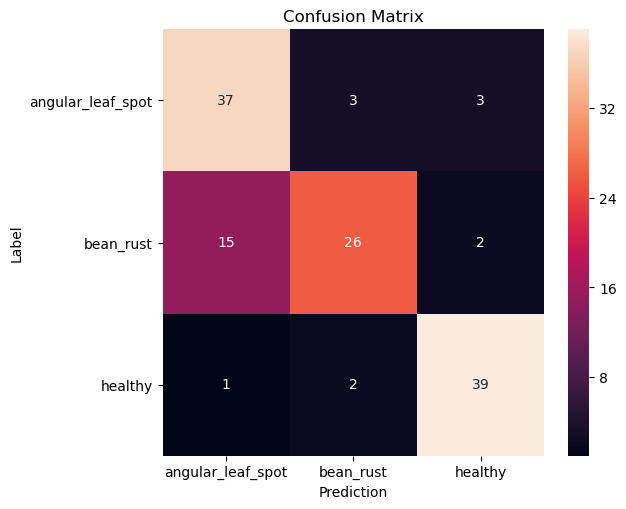 Confusion Matrix
Label
angular_leaf_spot 37 3 3
bean_rust 15 26 2
healthy 1 2 39
angular_leaf_spot bean_rust healthy
Prediction
32
24
16
8